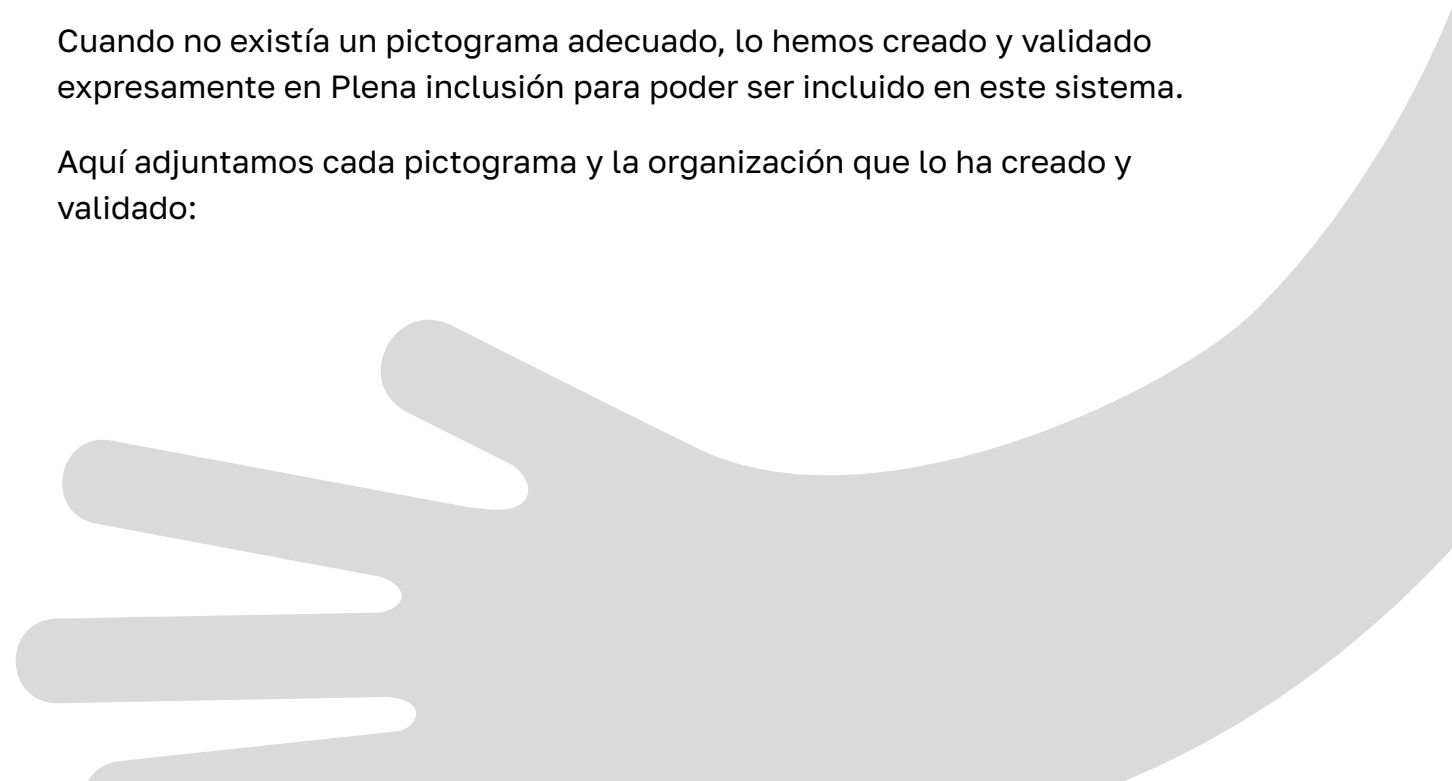 Cuando no existía un pictograma adecuado, lo hemos creado y validado
expresamente en Plena inclusión para poder ser incluido en este sistema.
Aquí adjuntamos cada pictograma y la organización que lo ha creado y
validado: